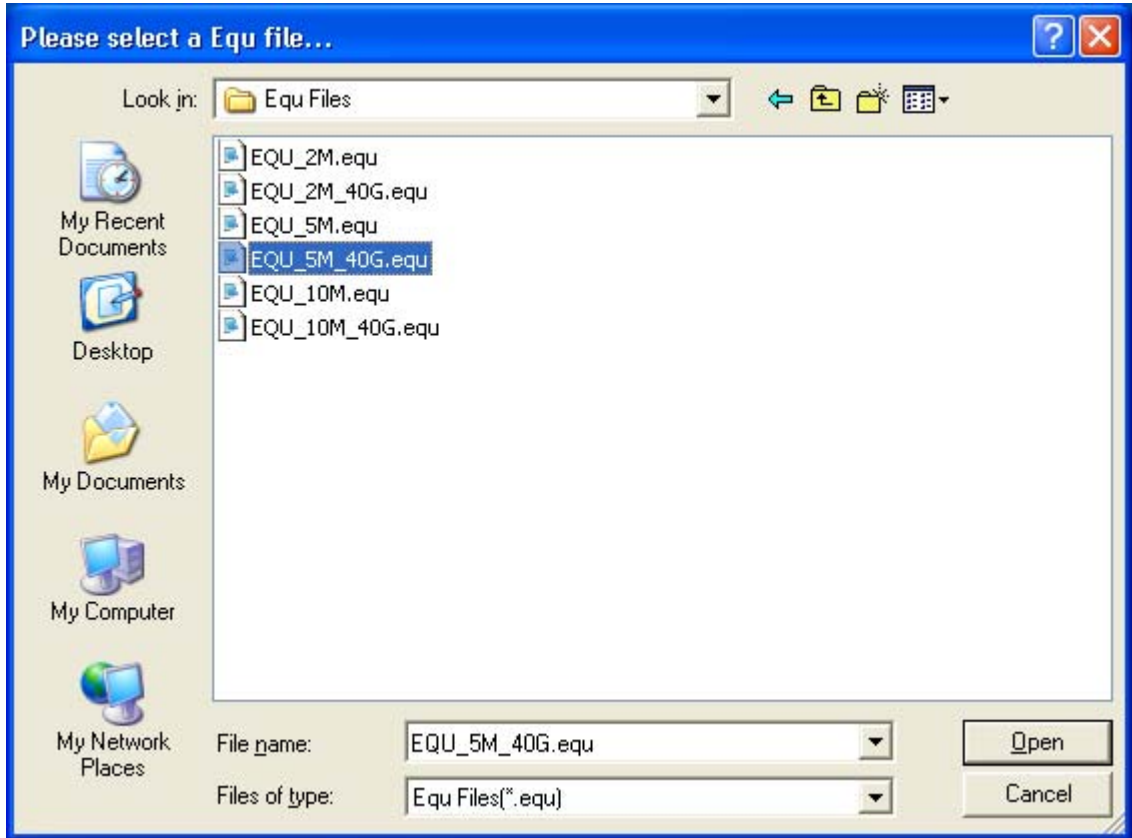 Please select a Equ file...
Look in:
Equ Files
EQU_2M.equ
EQU_2M_40G.equ
EQU_5M.equ
EQU_5M_40G.equ
EQU_10M.equ
EQU_10M_40G.equ
My Recent
Documents
Desktop
My Documents
My Computer
My Network
Places
File name:
EQU_5M_40G.equ
Open
Files of type:
Equ Files(*.equ)
Cancel